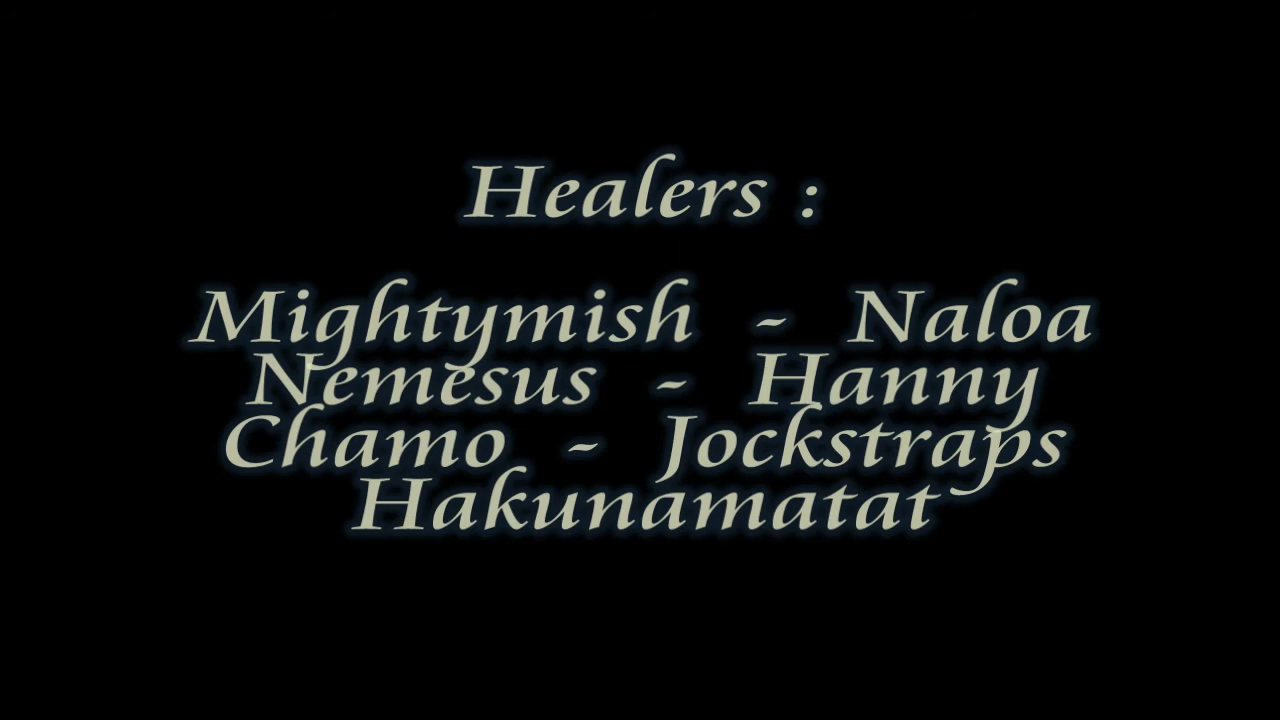 Healers :
Mightymish - Naloa
Nemesus - Hanny
Chamo - Jockstraps
Hakunamatat